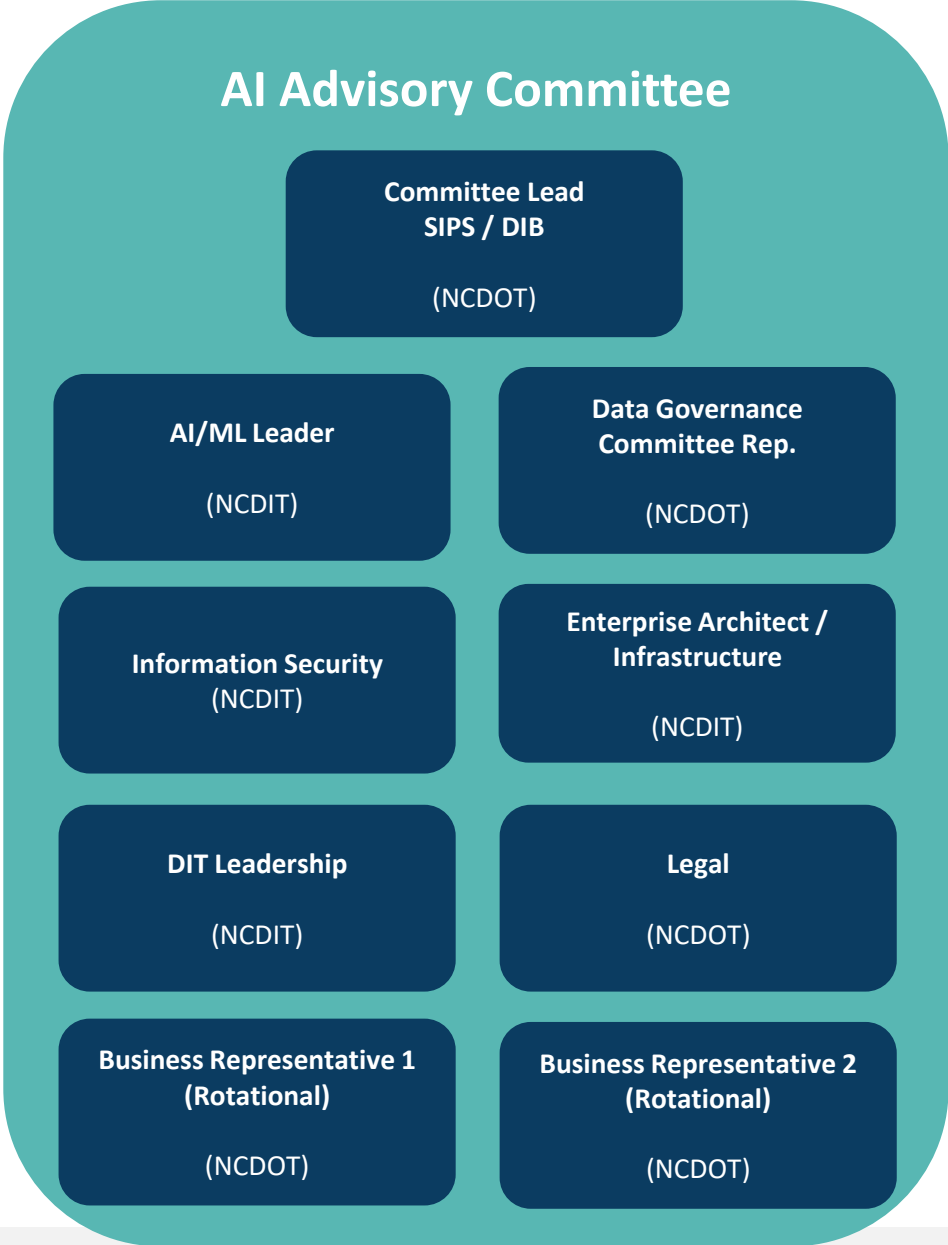 AI Advisory Committee
Committee Lead
SIPS / DIB
(NCDOT)
AI/ML Leader
(NCDIT)
Data Governance
Committee Rep.
(NCDOT)
Information Security
(NCDIT)
Enterprise Architect /
Infrastructure
(NCDIT)
DIT Leadership
(NCDIT)
Legal
(NCDOT)
Business Representative 1
(Rotational)
(NCDOT)
Business Representative 2
(Rotational)
(NCDOT)